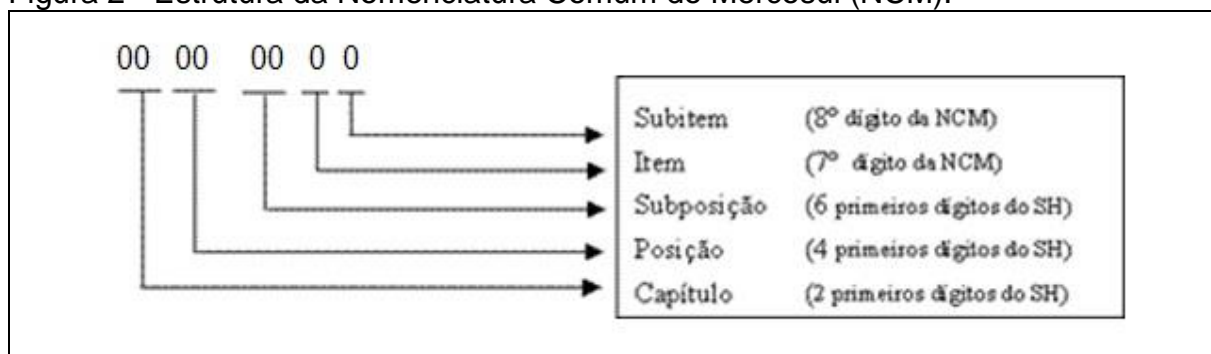 Figura 2 - Estrutura da Nomenclatura Comum do Mercosul (NCM).
00 00 00 0 0
Subitem (8º dígito da NCM)
Item (7º dígito da NCM)
Subposição (6 primeiros dígitos do SH)
Posição (4 primeiros dígitos do SH)
Capítulo (2 primeiros dígitos do SH)